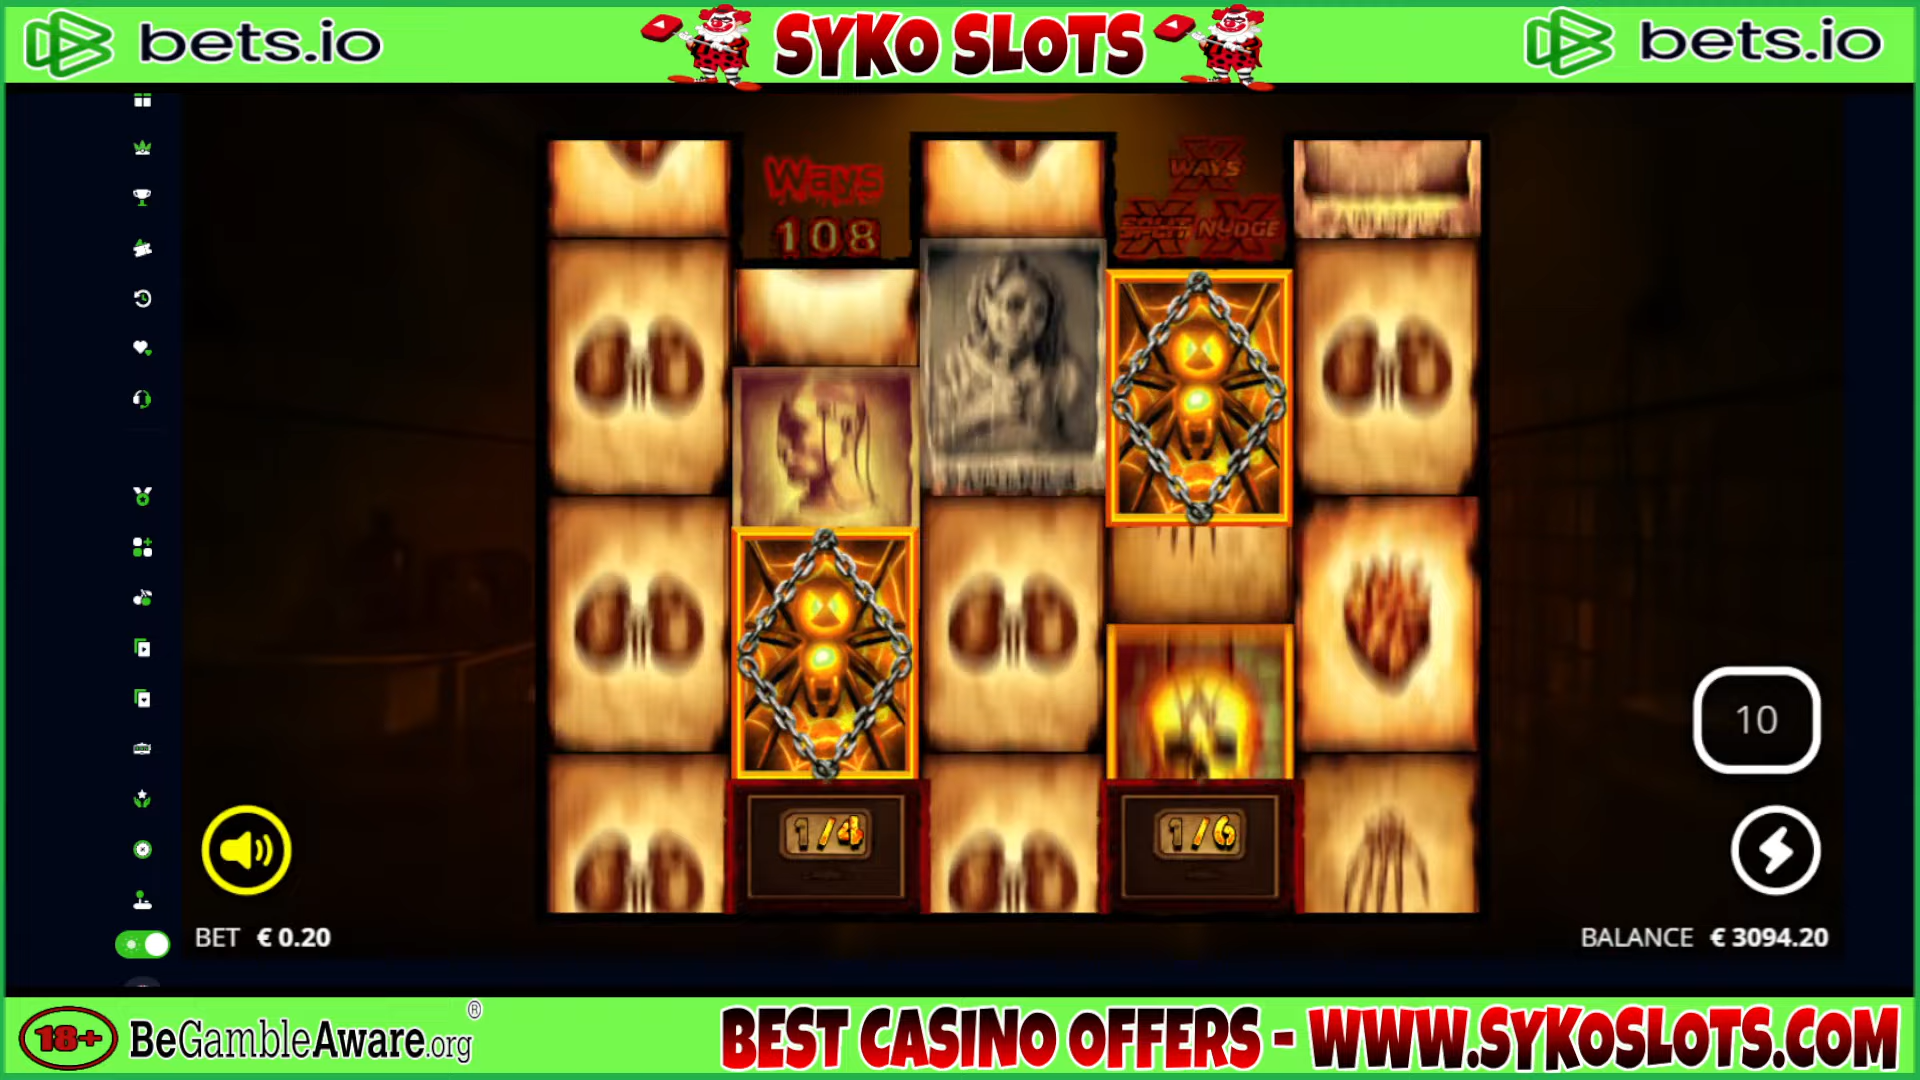 bets.io
SYKO SLOTS
bets.io
Ways
108
WAYS
SPLIT NUDGE
1/4
1/6
10
BET € 0.20
BALANCE € 3094.20
18+
BeGambleAware.org®
BEST CASINO OFFERS - WWW.SYKOSLOTS.COM